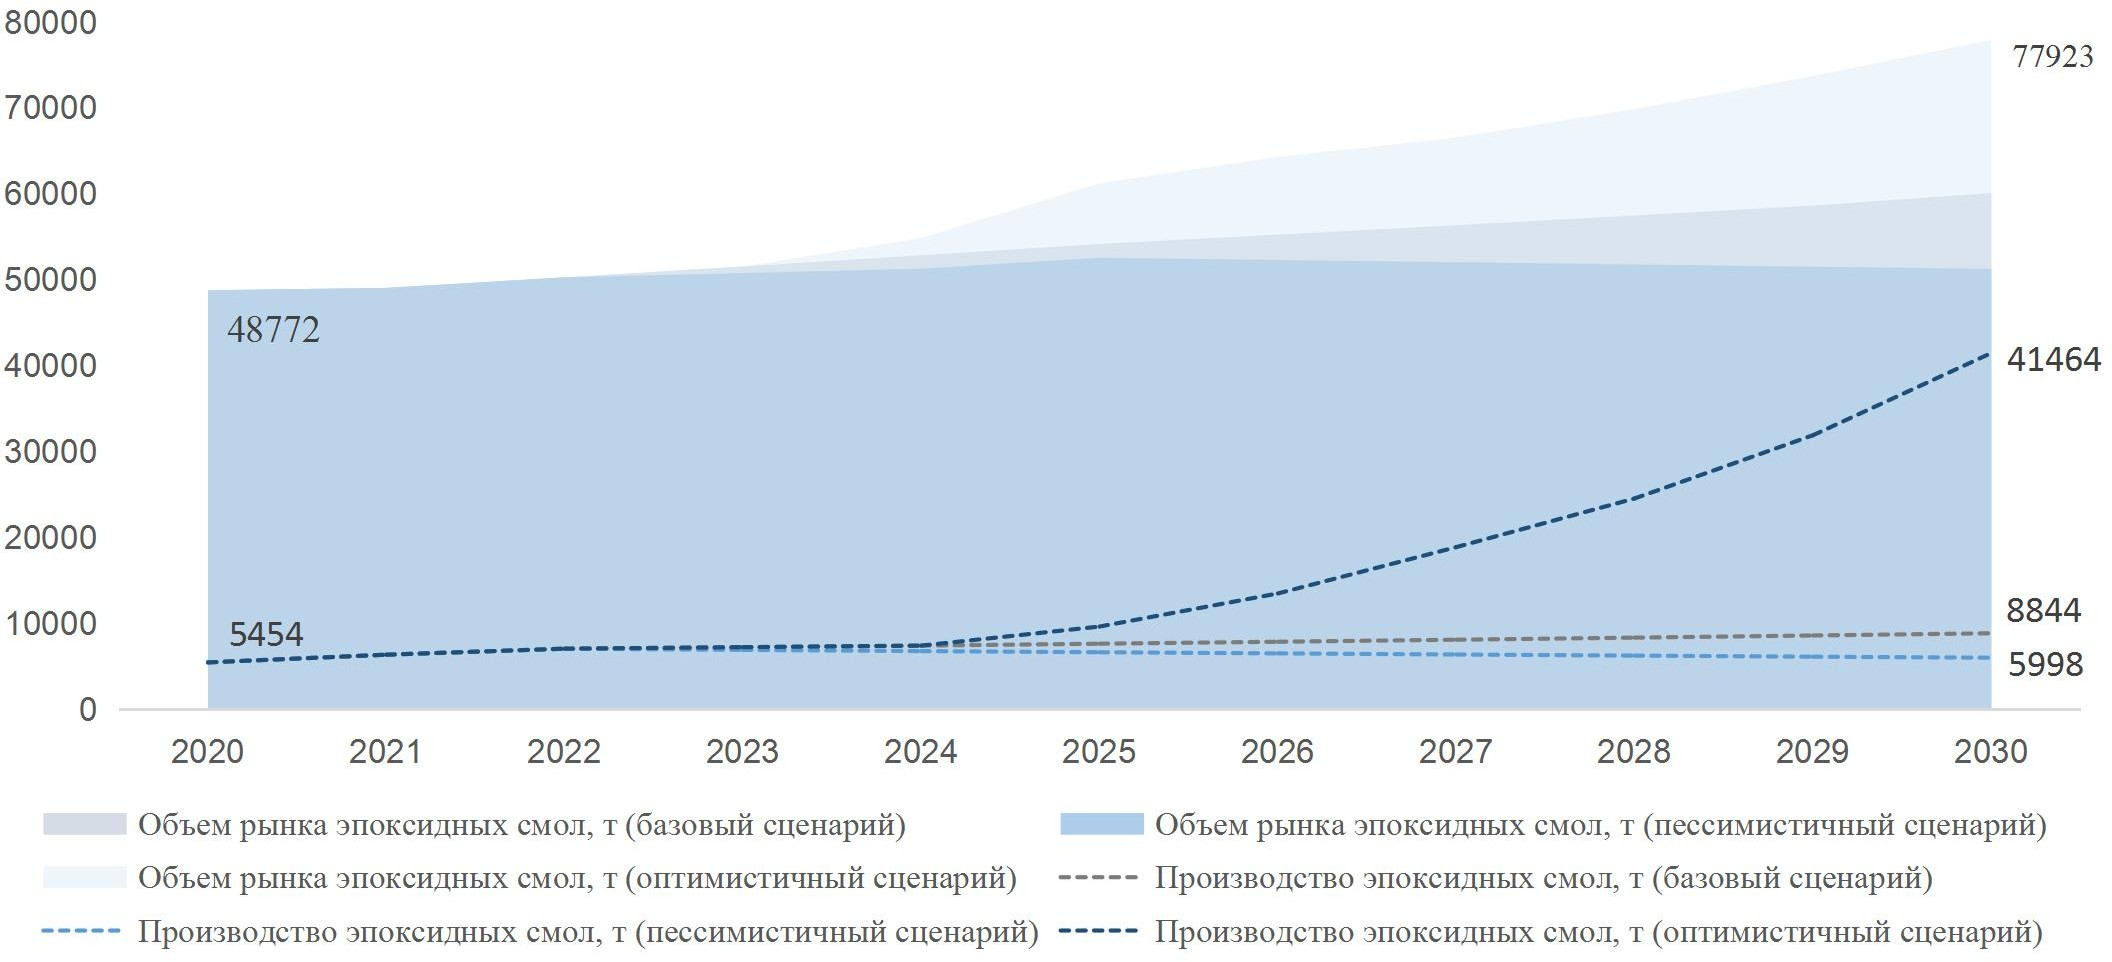 80000
77923
70000
60000
50000
48772
40000
41464
30000
20000
10000
8844
5454
5998
0
2020 2021 2022 2023 2024 2025 2026 2027 2028 2029 2030
Объем рынка эпоксидных смол, т (базовый сценарий)
Объем рынка эпоксидных смол, т (пессимистичный сценарий)
Объем рынка эпоксидных смол, т (оптимистичный сценарий)
Производство эпоксидных смол, т (базовый сценарий)
Производство эпоксидных смол, т (пессимистичный сценарий)
Производство эпоксидных смол, т (оптимистичный сценарий)